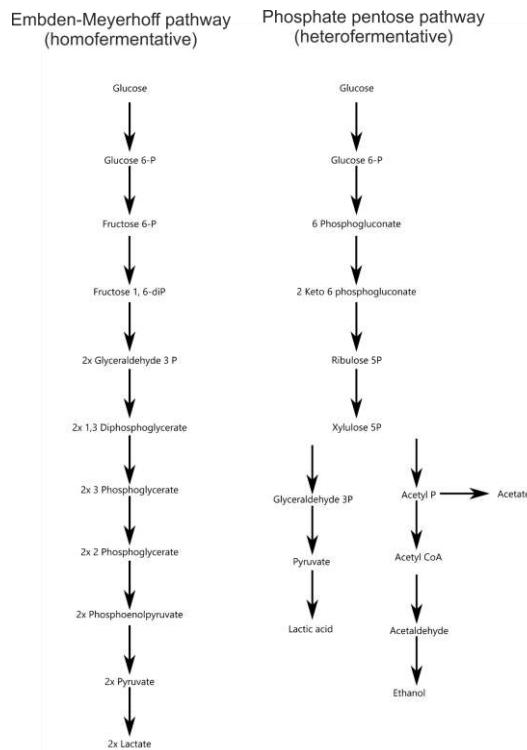 Embden-Meyerhoff pathway
(homofermentative)
Glucose
Glucose 6-P
Fructose 6-P
Fructose 1, 6-diP
2x Glyceraldehyde 3 P
2x 1,3 Diphosphoglycerate
2x 3 Phosphoglycerate
2x 2 Phosphoglycerate
2x Phosphoenolpyruvate
2x Pyruvate
2x Lactate
Phosphate pentose pathway
(heterofermentative)
Glucose
Glucose 6-P
6 Phosphogluconate
2 Keto 6 phosphogluconate
Ribulose 5P
Xylulose 5P
Glyceraldehyde 3P
Pyruvate
Lactic acid
Acetyl P
Acetate
Acetyl CoA
Acetaldehyde
Ethanol